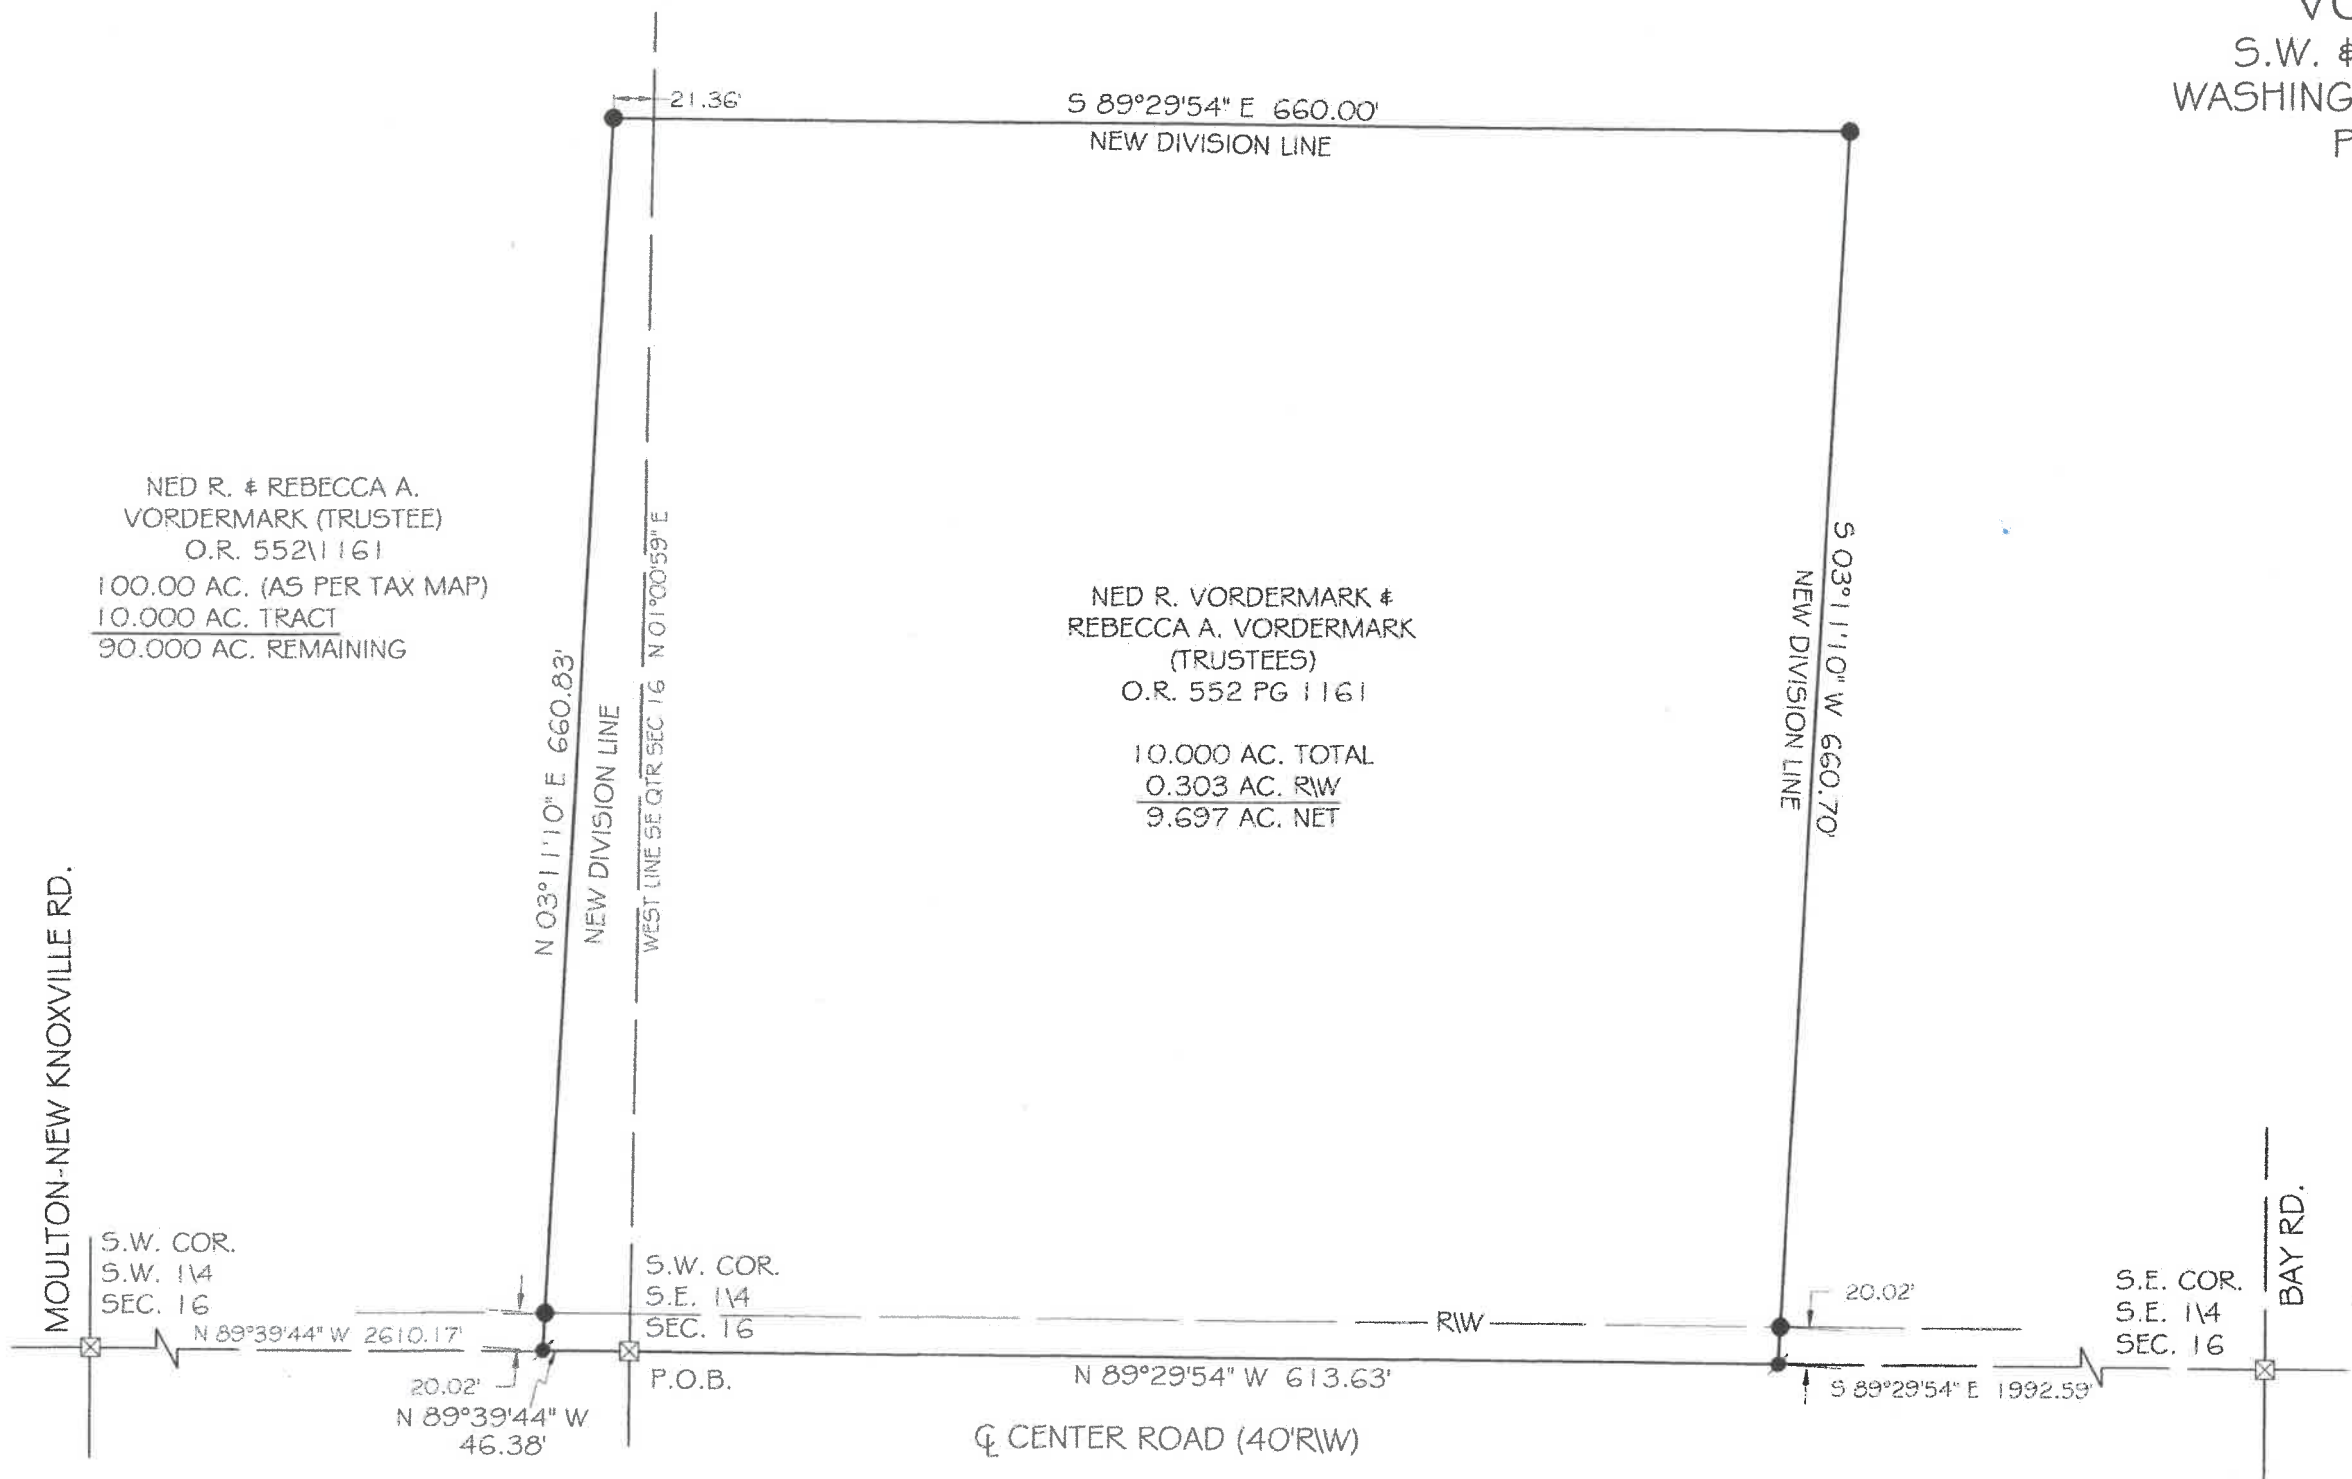 S.W. &
WASHING
21.36'
S 89°29'54" E 660.00'
NEW DIVISION LINE
NED R. & REBECCA A.
VORDERMARK (TRUSTEE)
O.R. 552\1161
100.00 AC. (AS PER TAX MAP)
10.000 AC. TRACT
90.000 AC. REMAINING
N 03°11'10" E 660.83'
NEW DIVISION LINE
WEST LINE SE QTR SEC 16 N 01°00'59" E
NED R. VORDERMARK &
REBECCA A. VORDERMARK
(TRUSTEES)
O.R. 552 PG 1161
10.000 AC. TOTAL
0.303 AC. R\W
9.697 AC. NET
S 03°11'10" W 660.70'
NEW DIVISION LINE
MOULTON-NEW KNOXVILLE RD.
S.W. COR.
S.W. 1\4
SEC. 16
N 89°39'44" W 2610.17'
20.02'
N 89°39'44" W
46.38'
S.W. COR.
S.E. 1\4
SEC. 16
P.O.B.
R\W
N 89°29'54" W 613.63'
℄ CENTER ROAD (40'R\W)
20.02'
S 89°29'54" E 1992.59'
S.E. COR.
S.E. 1\4
SEC. 16
BAY RD.